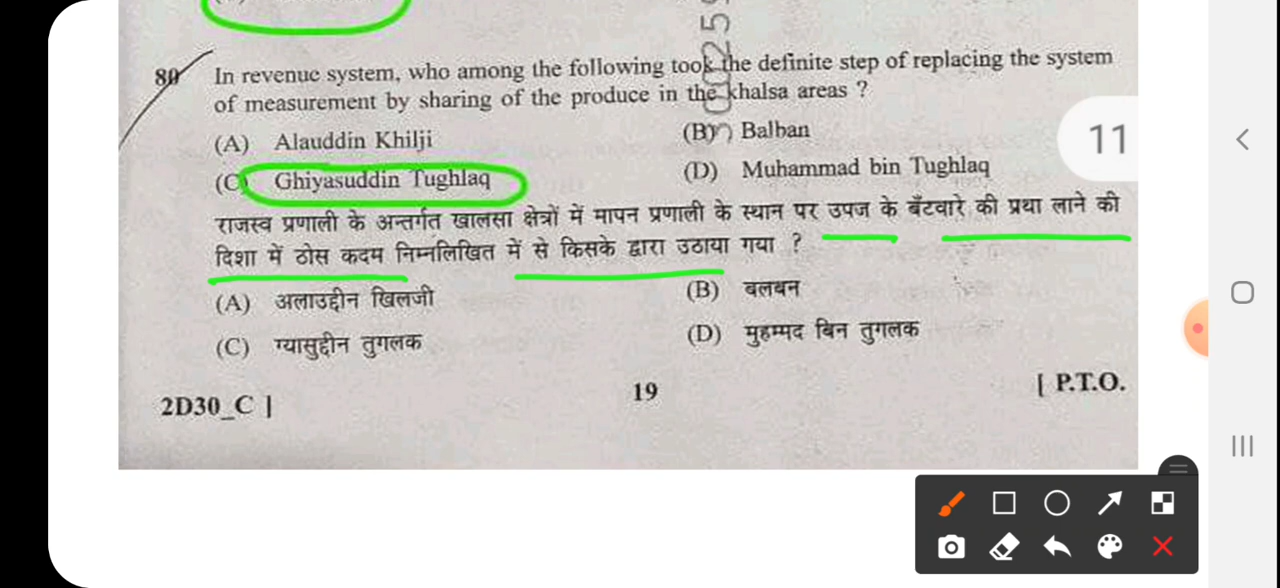 80 In revenue system, who among the following took the definite step of replacing the system
of measurement by sharing of the produce in the khalsa areas ?
(A) Alauddin Khilji (B) Balban
(C) Ghiyasuddin Tughlaq (D) Muhammad bin Tughlaq
11
राजस्व प्रणाली के अन्तर्गत खालसा क्षेत्रों में मापन प्रणाली के स्थान पर उपज के बँटवारे की प्रथा लाने की
दिशा में ठोस कदम निम्नलिखित में से किसके द्वारा उठाया गया ?
(A) अलाउद्दीन खिलजी (B) बलबन
(C) ग्यासुद्दीन तुगलक (D) मुहम्मद बिन तुगलक
2D30_C ] 19 [ P.T.O.